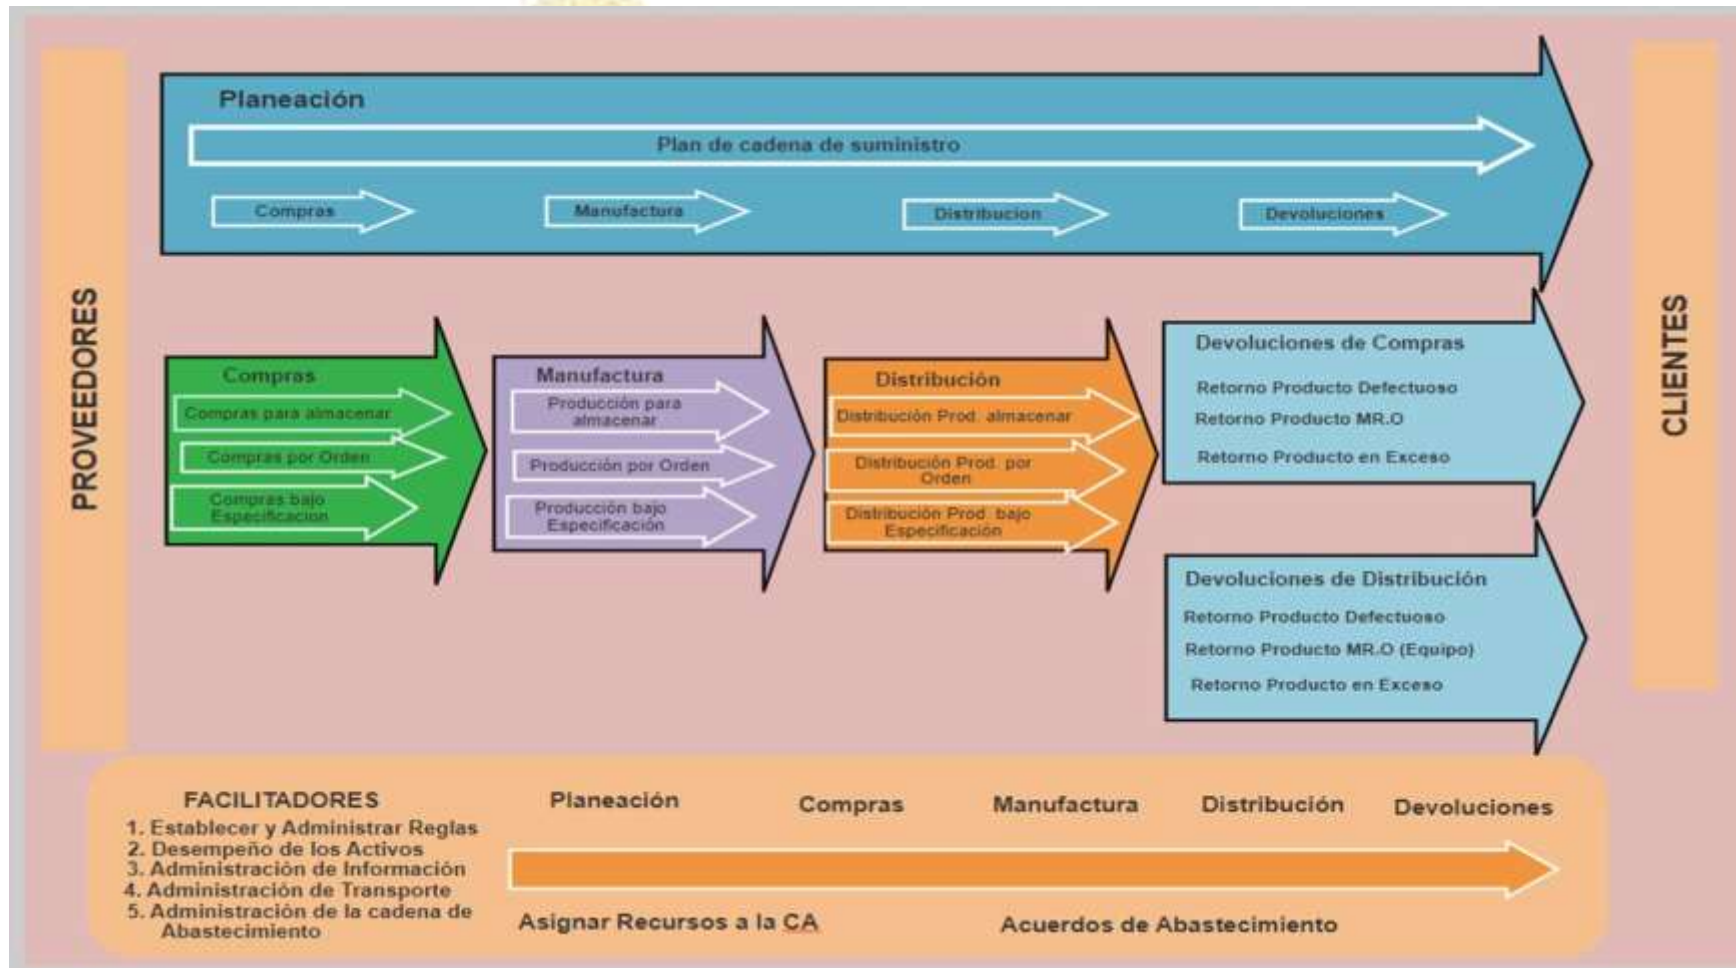 PROVEEDORES
Planeación
Plan de cadena de suministro
Compras
Manufactura
Distribucion
Devoluciones
Compras
Compras para almacenar
Compras por Orden
Compras bajo
Especificacion
Manufactura
Producción para
almacenar
Producción por Orden
Producción bajo
Especificación
Distribución
Distribución Prod. almacenar
Distribución Prod. por
Orden
Distribución Prod. bajo
Especificación
Devoluciones de Compras
Retorno Producto Defectuoso
Retorno Producto MR.O
Retorno Producto en Exceso
Devoluciones de Distribución
Retorno Producto Defectuoso
Retorno Producto MR.O (Equipo)
Retorno Producto en Exceso
CLIENTES
FACILITADORES
1. Establecer y Administrar Reglas
2. Desempeño de los Activos
3. Administración de Información
4. Administración de Transporte
5. Administración de la cadena de
Abastecimiento
Planeación
Compras
Manufactura
Distribución
Devoluciones
Asignar Recursos a la CA
Acuerdos de Abastecimiento